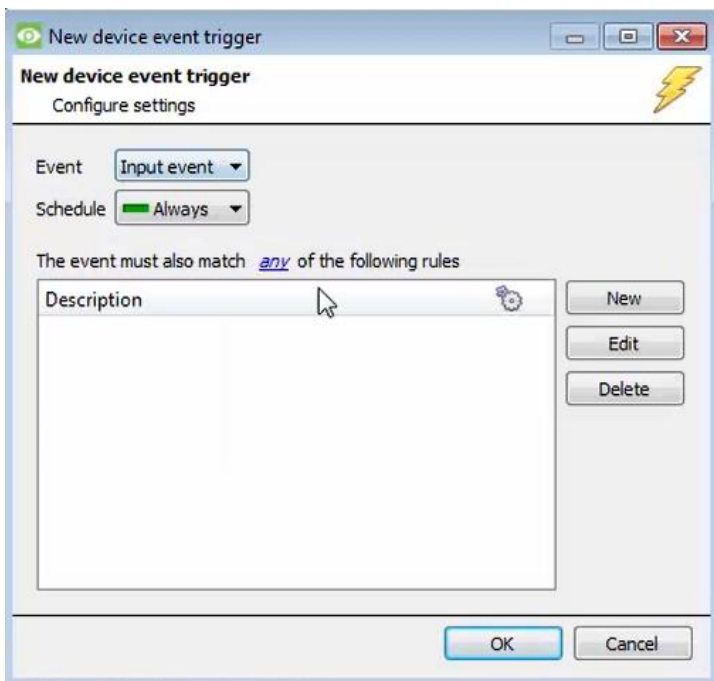 New device event trigger
New device event trigger
Configure settings
Event Input event
Schedule Always
The event must also match any of the following rules
Description
New
Edit
Delete
OK Cancel